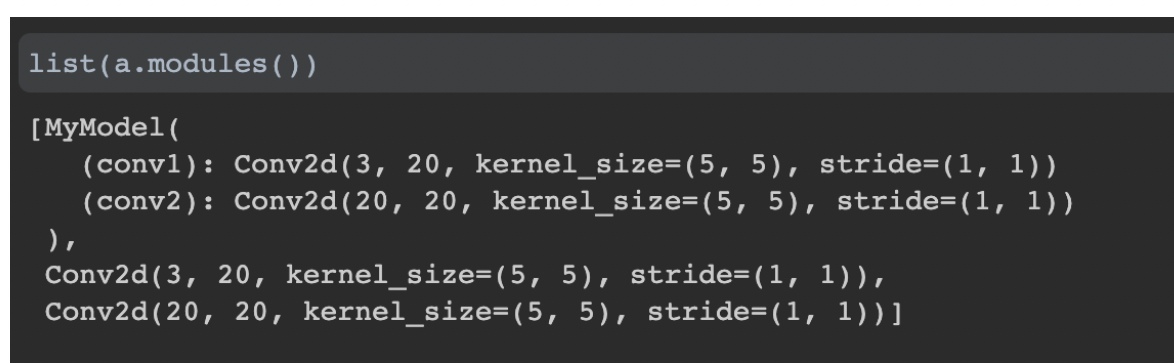 list(a.modules())
[MyModel(
   (conv1): Conv2d(3, 20, kernel_size=(5, 5), stride=(1, 1))
   (conv2): Conv2d(20, 20, kernel_size=(5, 5), stride=(1, 1))
 ),
 Conv2d(3, 20, kernel_size=(5, 5), stride=(1, 1)),
 Conv2d(20, 20, kernel_size=(5, 5), stride=(1, 1))]